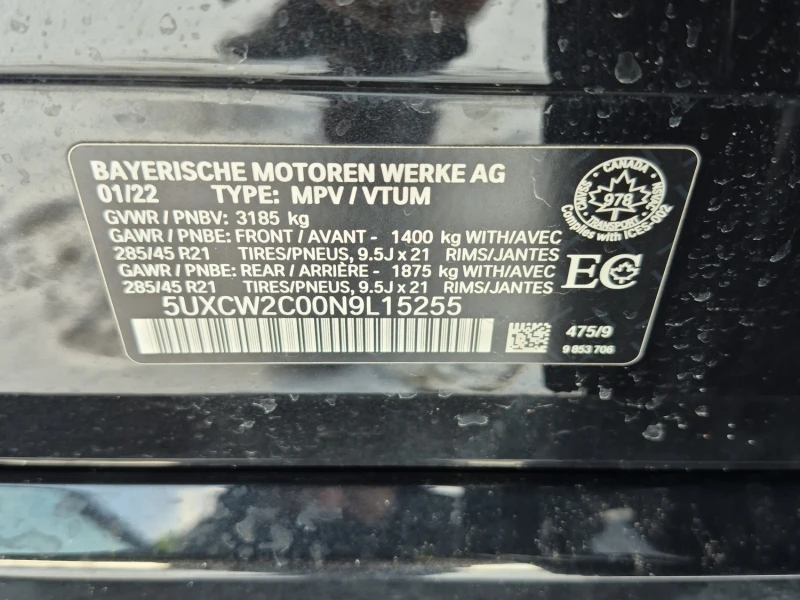 BAYERISCHE MOTOREN WERKE AG
01/22 TYPE: MPV / VTUM
GVWR / PNBV: 3185 kg
GAWR / PNBE: FRONT / AVANT - 1400 kg WITH/AVEC
285/45 R21 TIRES/PNEUS, 9.5J x 21 RIMS/JANTES
GAWR / PNBE: REAR / ARRIÈRE - 1875 kg WITH/AVEC
285/45 R21 TIRES/PNEUS, 9.5J x 21 RIMS/JANTES
5UXCW2C00N9L15255
CANADA
978
TRANSPORT
Complies with ICES-002
EC
475/9
9 853 706